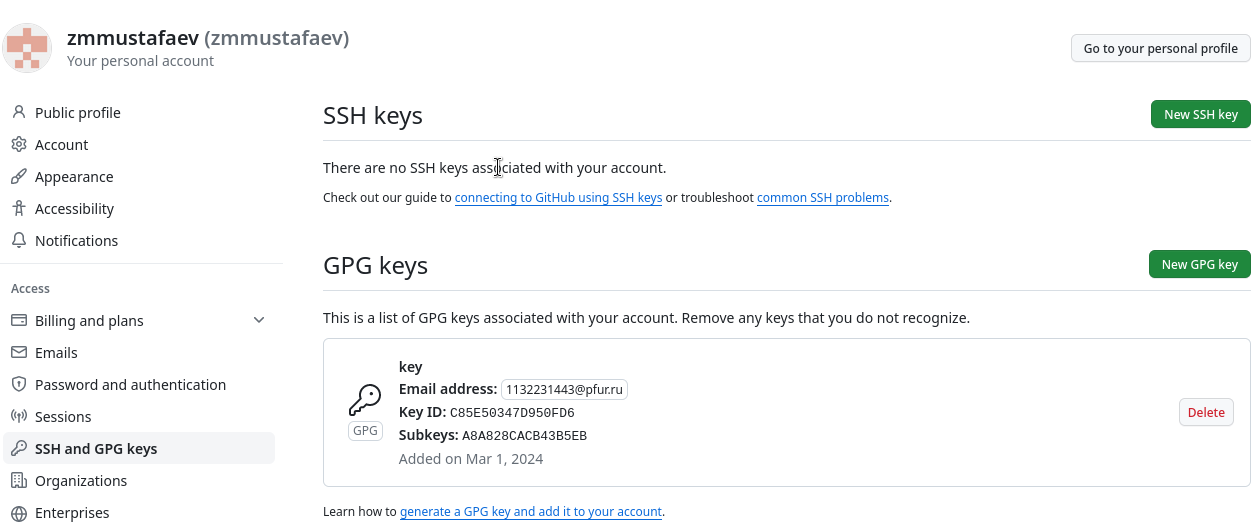 zmmustafaev (zmmustafaev)
Your personal account
Go to your personal profile
Public profile
Account
Appearance
Accessibility
Notifications
Access
Billing and plans
Emails
Password and authentication
Sessions
SSH and GPG keys
Organizations
Enterprises
SSH keys
New SSH key
There are no SSH keys associated with your account.
Check out our guide to connecting to GitHub using SSH keys or troubleshoot common SSH problems.
GPG keys
New GPG key
This is a list of GPG keys associated with your account. Remove any keys that you do not recognize.
GPG
key
Email address: 1132231443@pfur.ru
Key ID: C85E50347D950FD6
Subkeys: A8A828CACB43B5EB
Added on Mar 1, 2024
Delete
Learn how to generate a GPG key and add it to your account.